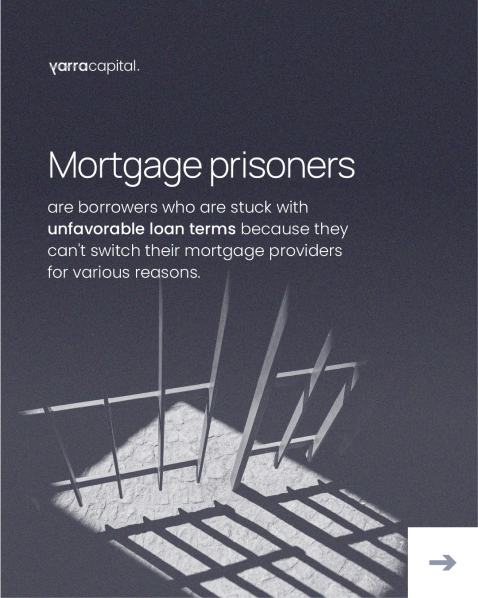 yarracapital.
Mortgage prisoners
are borrowers who are stuck with
unfavorable loan terms because they
can't switch their mortgage providers
for various reasons.